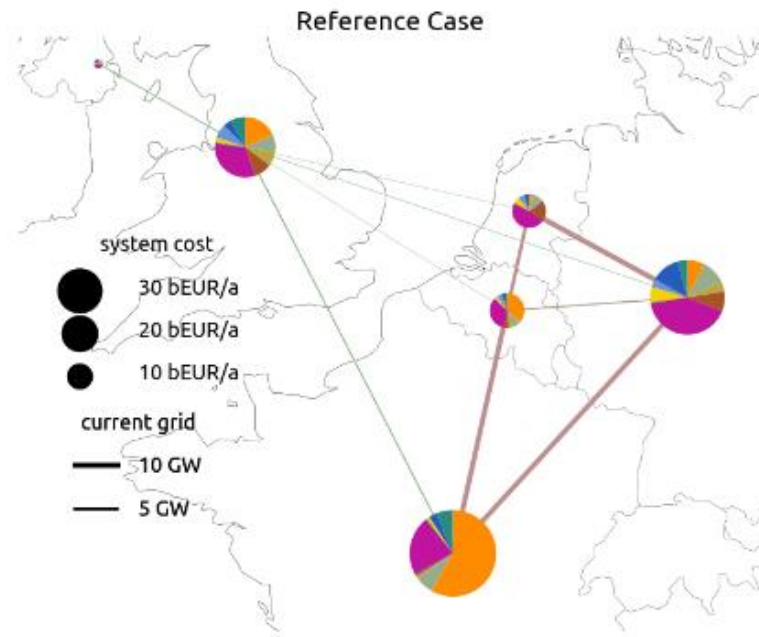 Reference Case
system cost
30 bEUR/a
20 bEUR/a
10 bEUR/a
current grid
10 GW
5 GW